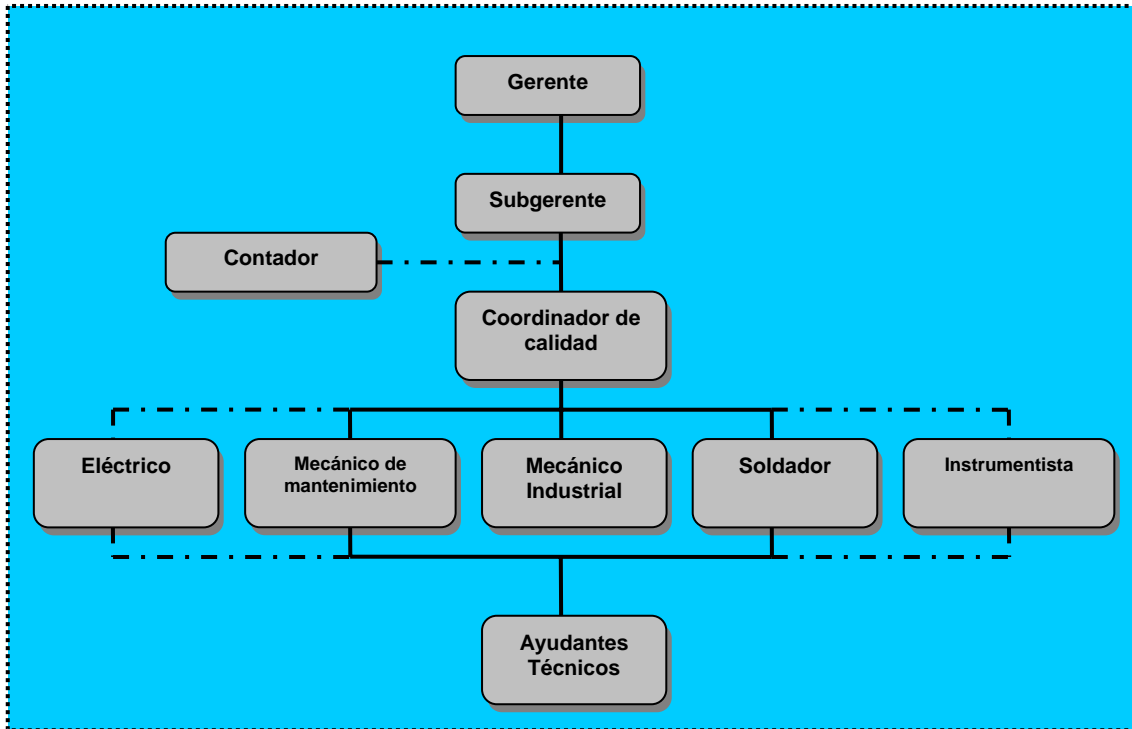 Gerente
Subgerente
Contador
Coordinador de
calidad
Eléctrico
Mecánico de
mantenimiento
Mecánico
Industrial
Soldador
Instrumentista
Ayudantes
Técnicos